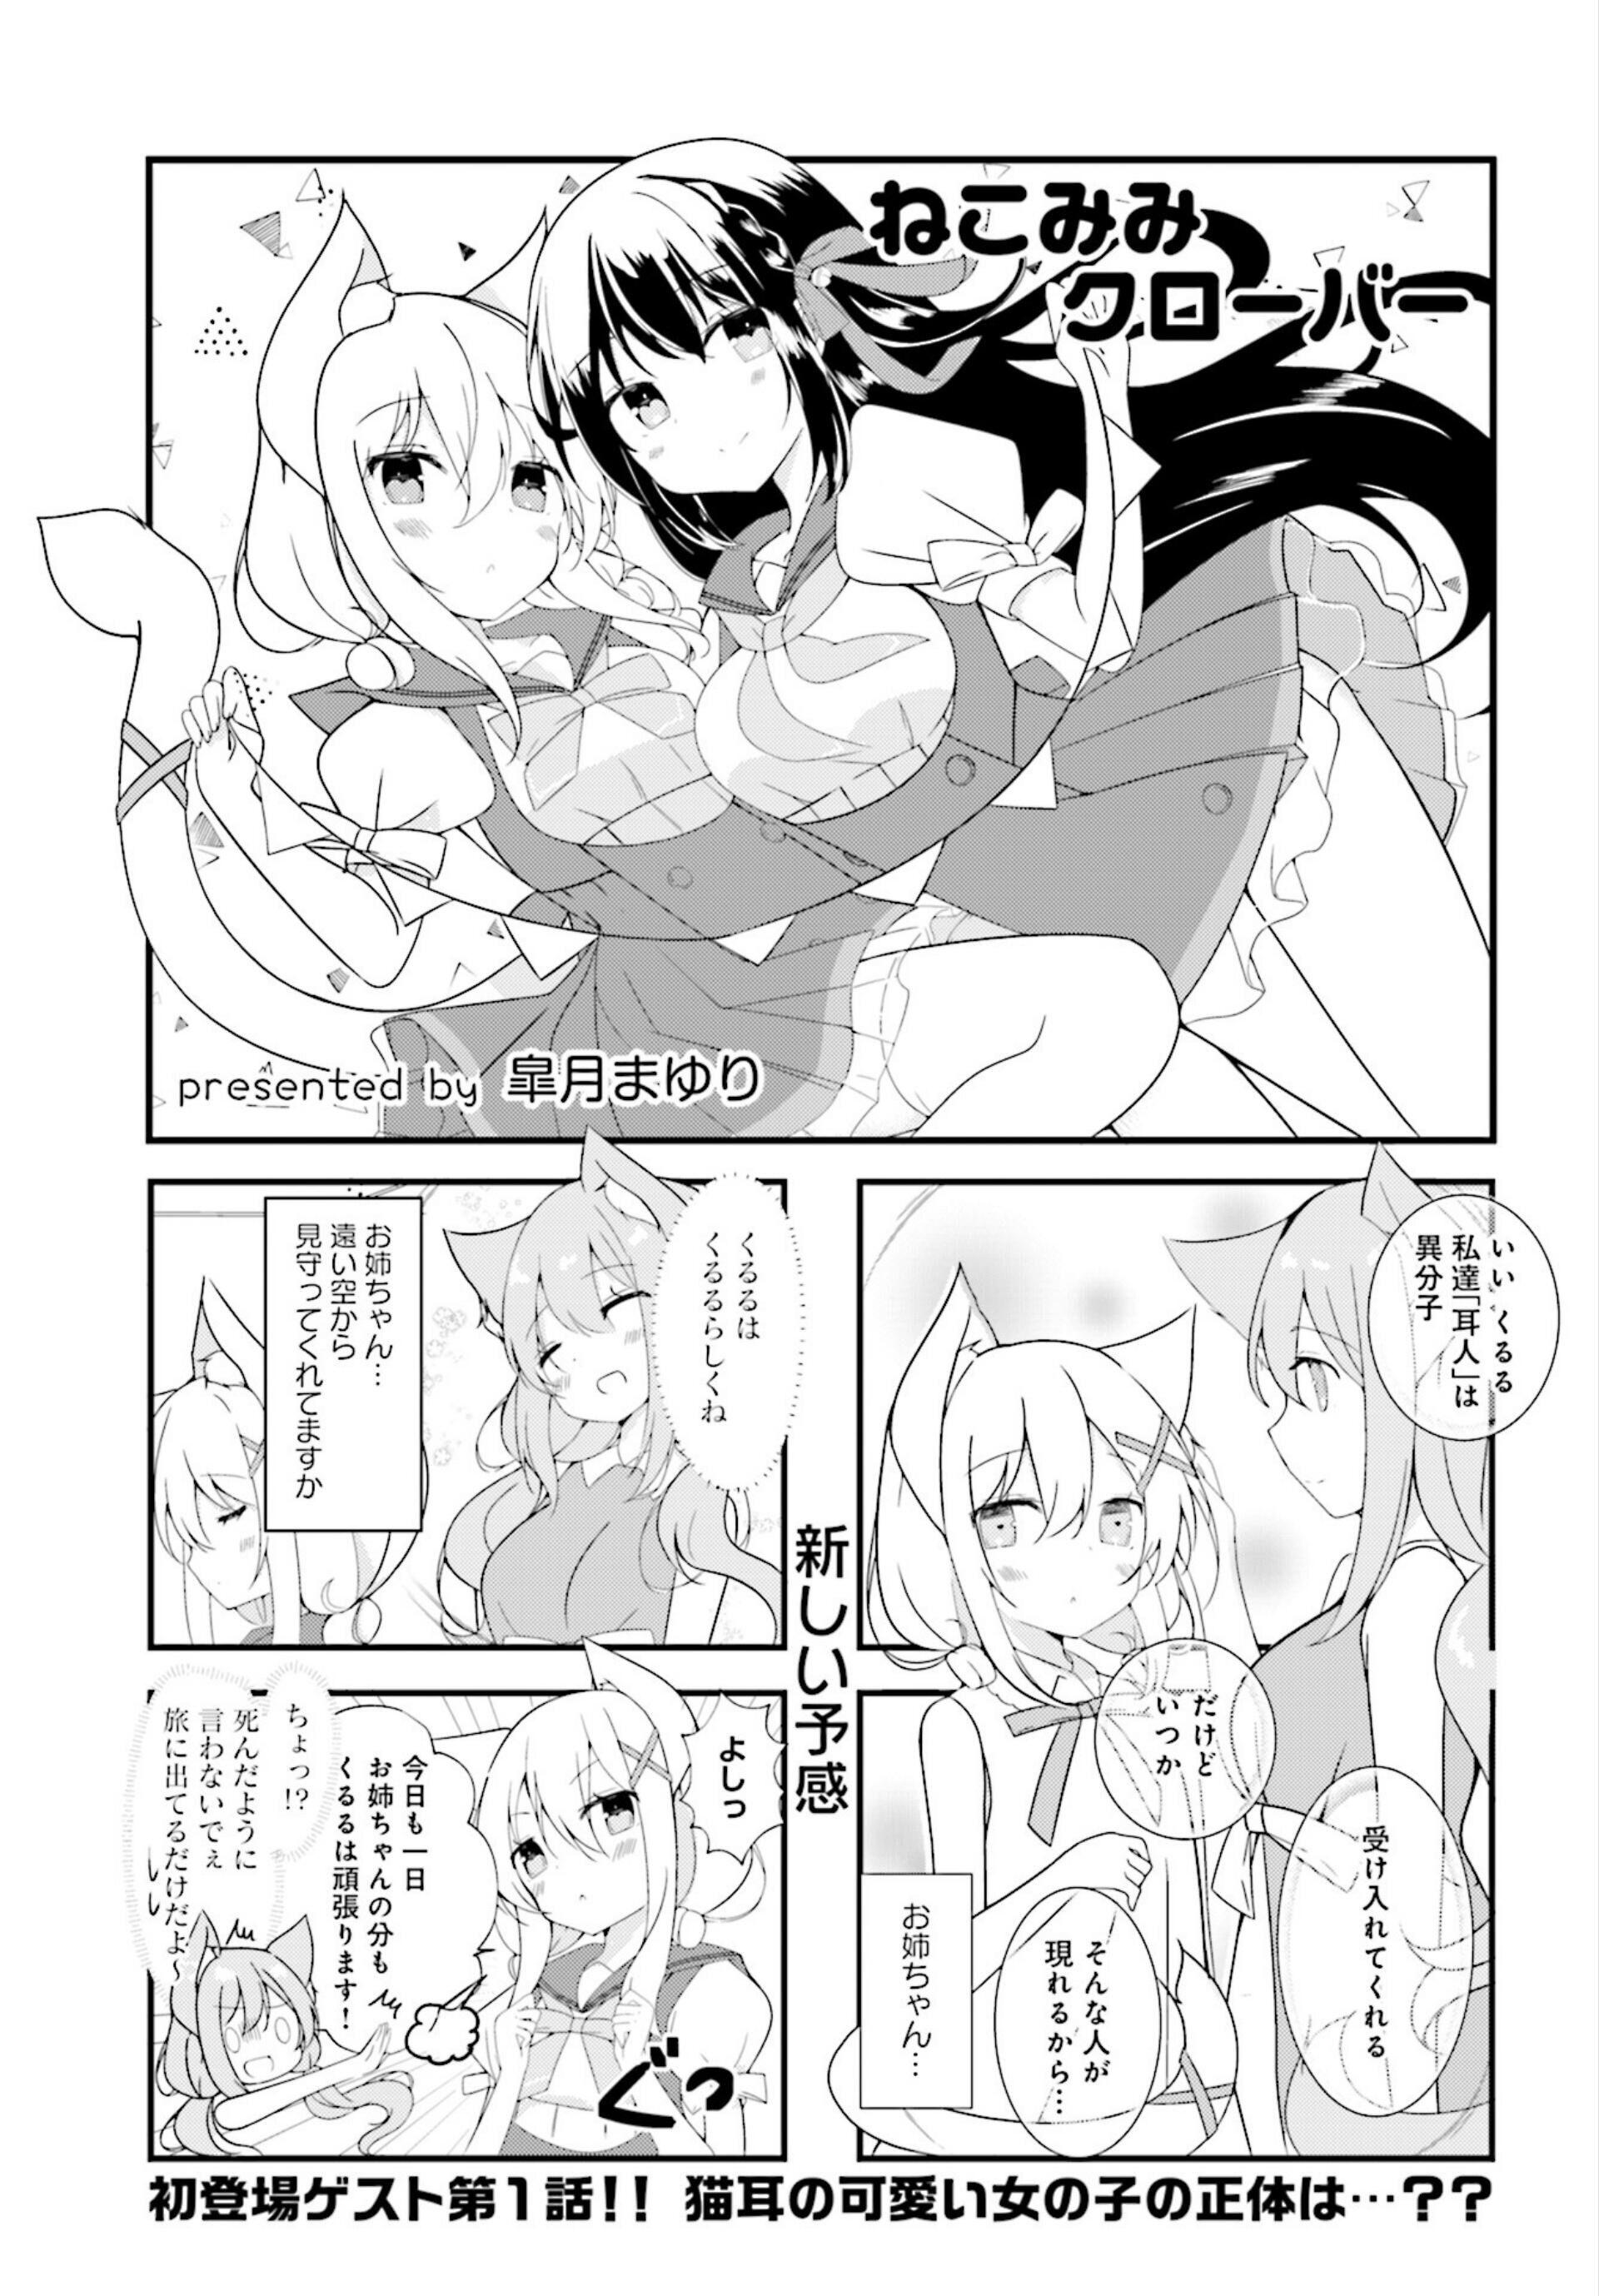 ねこみみ
クローバー
presented by 皐月まゆり
いい くるる
私達「耳人」は
異分子
だけど
いつか
受け入れてくれる
そんな人が
現れるから…
お姉ちゃん…
新しい予感
くるるは
くるるらしくね
お姉ちゃん…
遠い空から
見守ってくれてますか
よしっ
今日も一日
お姉ちゃんの分も
くるるは頑張ります！
ぐっ
ちょっ!?
死んだように
言わないでぇ
旅に出てるだけだよ～
初登場ゲスト第1話!! 猫耳の可愛い女の子の正体は…??